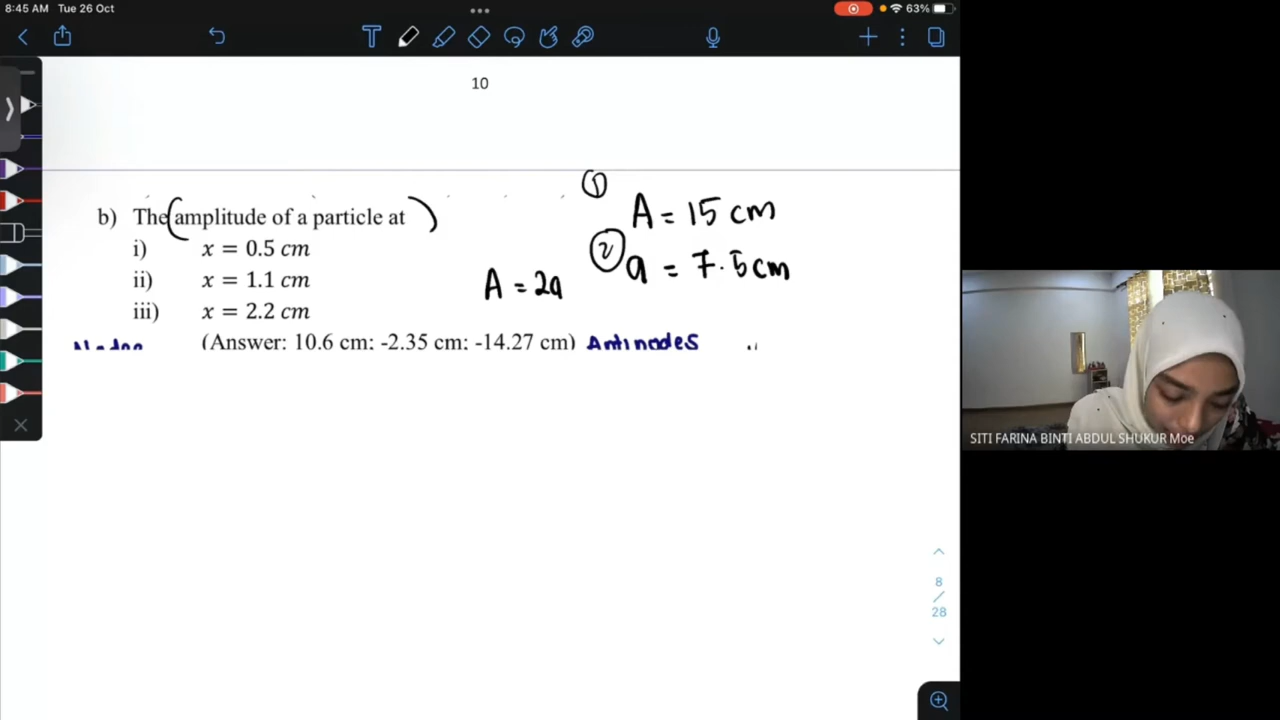 8:45 AM Tue 26 Oct
63%
10
b) The amplitude of a particle at
i) x = 0.5 cm
ii) x = 1.1 cm
iii) x = 2.2 cm
(Answer: 10.6 cm; -2.35 cm; -14.27 cm) Antinodes
① A = 15 cm
② a = 7.5 cm
A = 2a
8
/
28
SITI FARINA BINTI ABDUL SHUKUR Moe